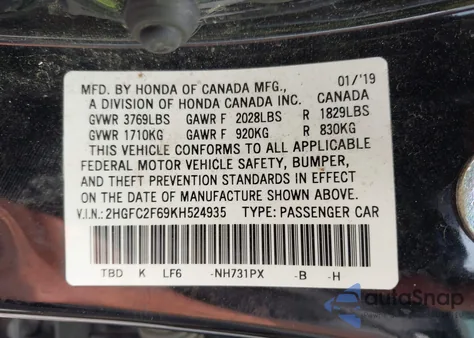 MFD. BY HONDA OF CANADA MFG., 01/'19
A DIVISION OF HONDA CANADA INC. CANADA
GVWR 3769LBS GAWR F 2028LBS R 1829LBS
GVWR 1710KG GAWR F 920KG R 830KG
THIS VEHICLE CONFORMS TO ALL APPLICABLE
FEDERAL MOTOR VEHICLE SAFETY, BUMPER,
AND THEFT PREVENTION STANDARDS IN EFFECT
ON THE DATE OF MANUFACTURE SHOWN ABOVE.
V.I.N: 2HGFC2F69KH524935 TYPE: PASSENGER CAR
TBD K LF6 -NH731PX -B -H
autoSnap